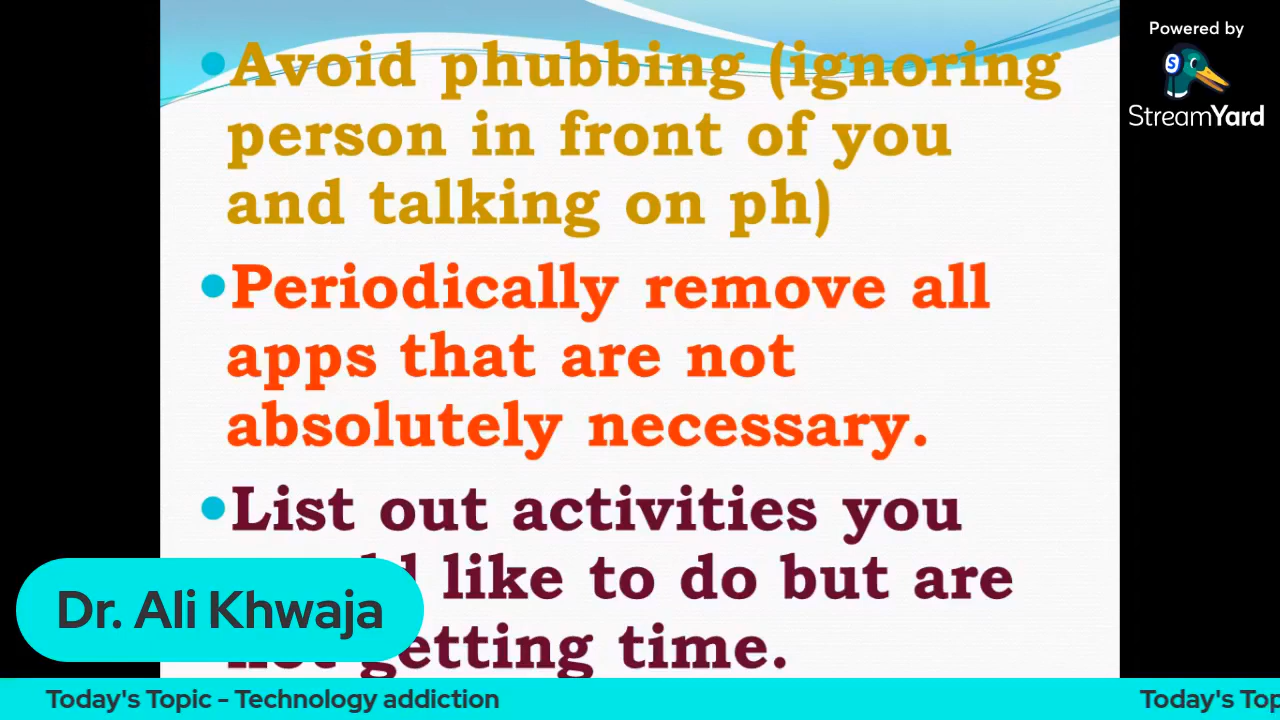 Powered by
StreamYard
Avoid phubbing (ignoring
person in front of you
and talking on ph)
Periodically remove all
apps that are not
absolutely necessary.
List out activities you
like to do but are
getting time.
Dr. Ali Khwaja
Today's Topic - Technology addiction
Today's